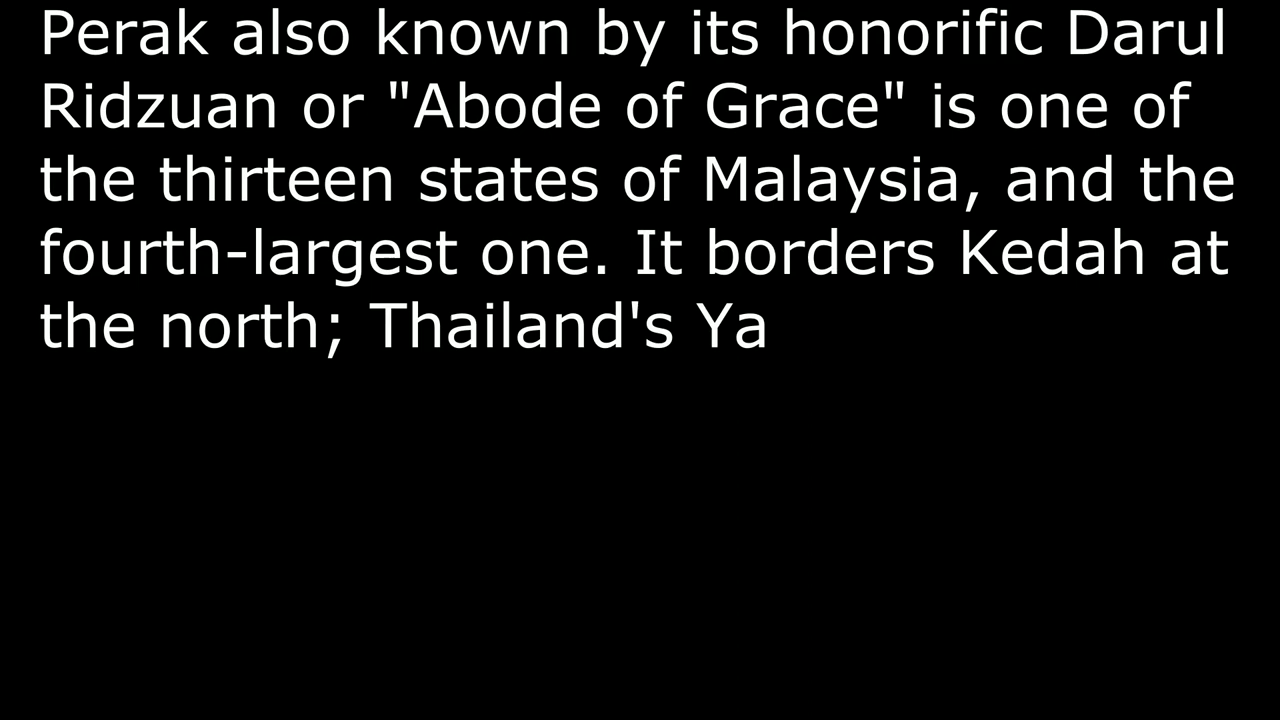 Perak also known by its honorific Darul
Ridzuan or "Abode of Grace" is one of
the thirteen states of Malaysia, and the
fourth-largest one. It borders Kedah at
the north; Thailand's Ya